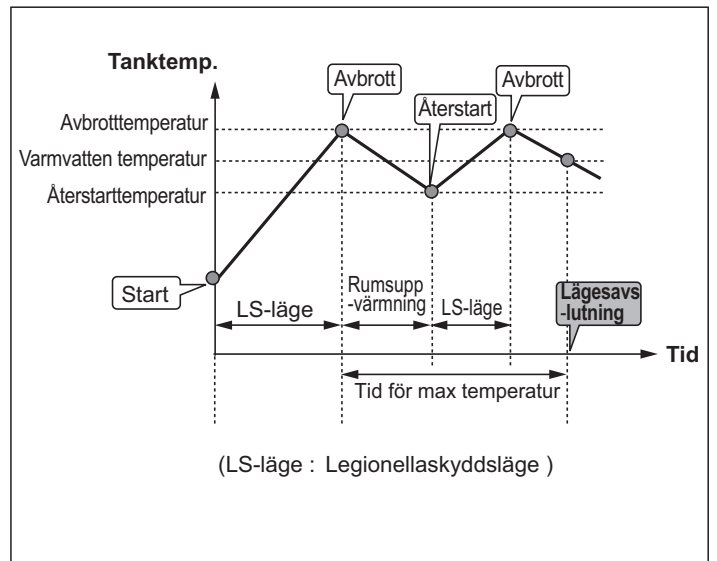 Tanktemp.
Avbrott
Avbrott
Återstart
Avbrotttemperatur
Varmvatten temperatur
Återstarttemperatur
Start
LS-läge
Rumsupp
-värmning
LS-läge
Lägesavs
-lutning
Tid
Tid för max temperatur
(LS-läge : Legionellaskyddsläge )